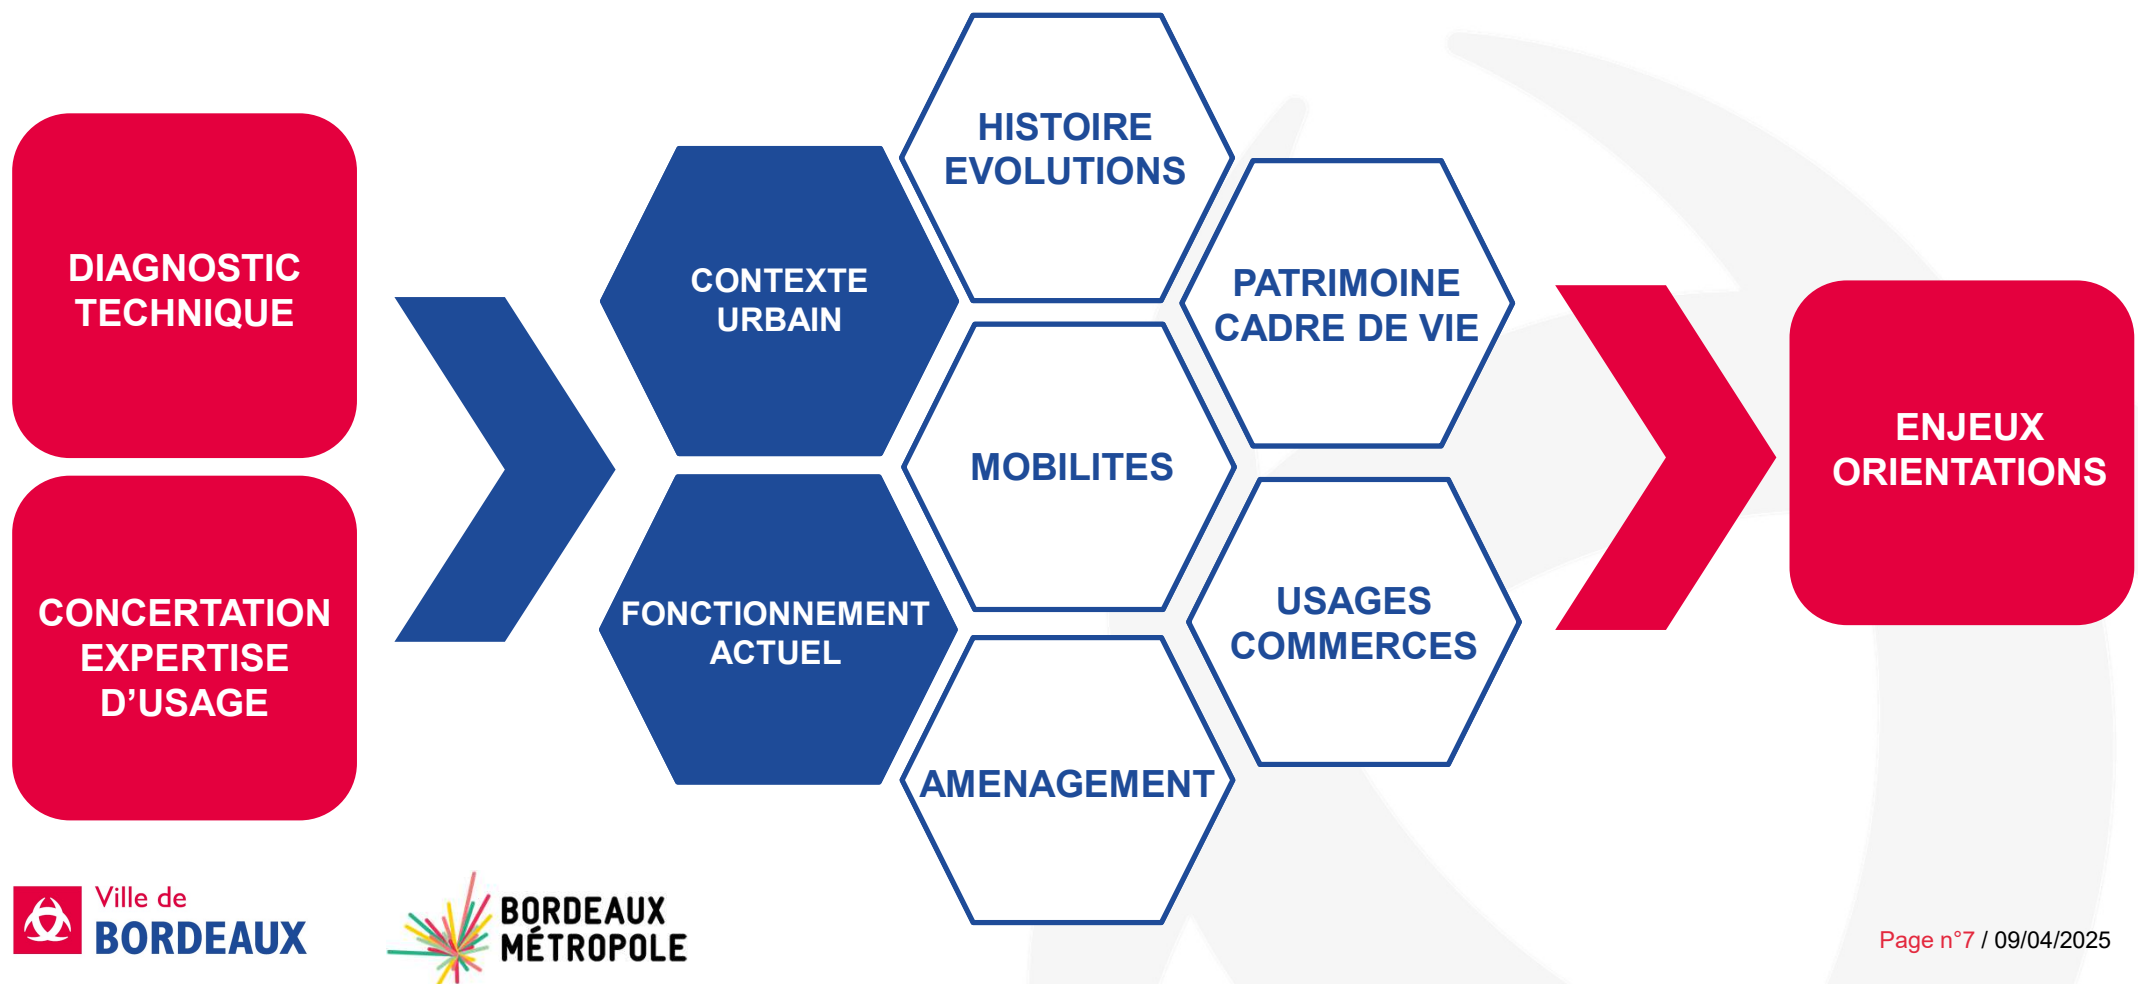 DIAGNOSTIC
TECHNIQUE
CONCERTATION
EXPERTISE
D’USAGE
CONTEXTE
URBAIN
FONCTIONNEMENT
ACTUEL
HISTOIRE
EVOLUTIONS
MOBILITES
AMENAGEMENT
PATRIMOINE
CADRE DE VIE
USAGES
COMMERCES
ENJEUX
ORIENTATIONS
Ville de
BORDEAUX
BORDEAUX
MÉTROPOLE
Page n°7 / 09/04/2025